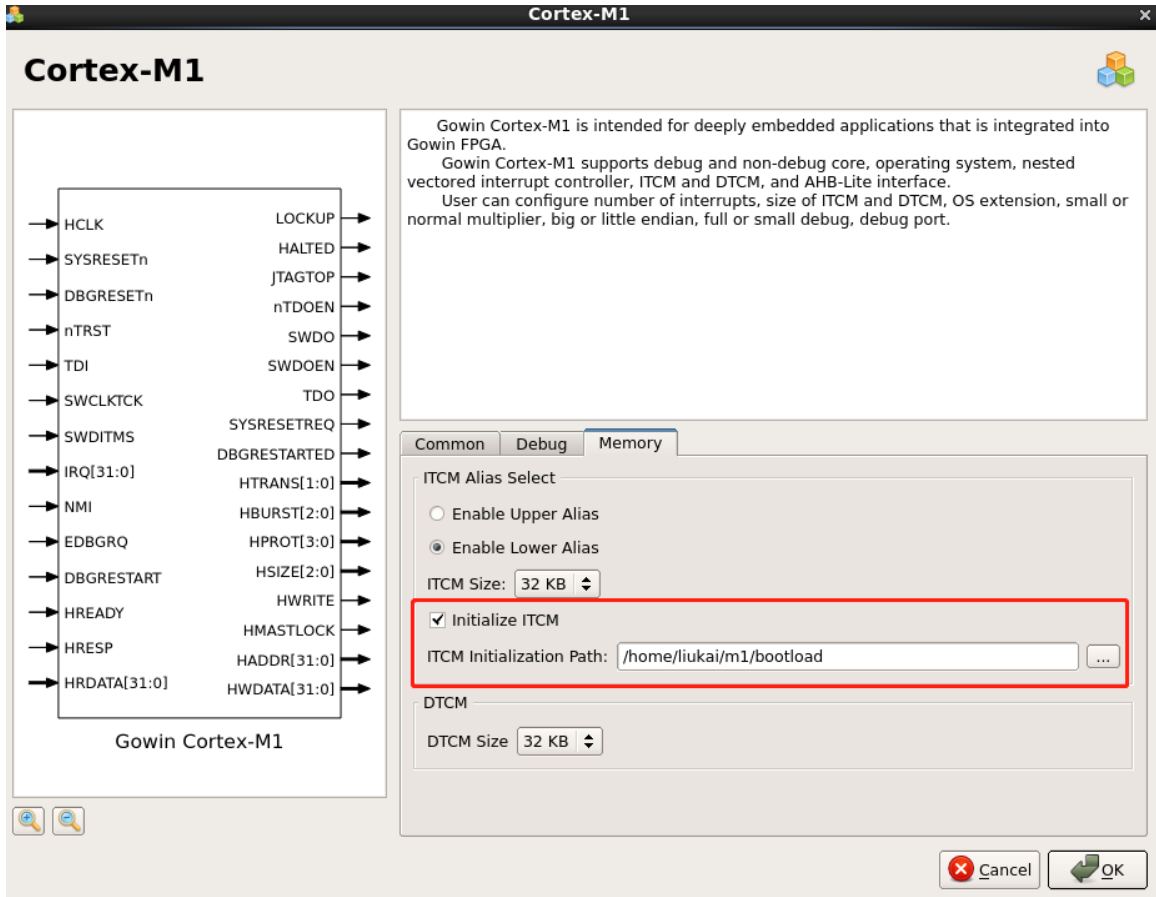 Cortex-M1
Cortex-M1
HCLK
SYSRESETn
DBGRESETn
nTRST
TDI
SWCLKTCK
SWDITMS
IRQ[31:0]
NMI
EDBGRQ
DBGRESTART
HREADY
HRESP
HRDATA[31:0]
LOCKUP
HALTED
JTAGTOP
nTDOEN
SWDO
SWDOEN
TDO
SYSRESETREQ
DBGRESTARTED
HTRANS[1:0]
HBURST[2:0]
HPROT[3:0]
HSIZE[2:0]
HWRITE
HMASTLOCK
HADDR[31:0]
HWDATA[31:0]
Gowin Cortex-M1
Gowin Cortex-M1 is intended for deeply embedded applications that is integrated into
Gowin FPGA.
Gowin Cortex-M1 supports debug and non-debug core, operating system, nested
vectored interrupt controller, ITCM and DTCM, and AHB-Lite interface.
User can configure number of interrupts, size of ITCM and DTCM, OS extension, small or
normal multiplier, big or little endian, full or small debug, debug port.
Common Debug Memory
ITCM Alias Select
Enable Upper Alias
Enable Lower Alias
ITCM Size: 32 KB
Initialize ITCM
ITCM Initialization Path: /home/liukai/m1/bootload ...
DTCM
DTCM Size 32 KB
Cancel OK